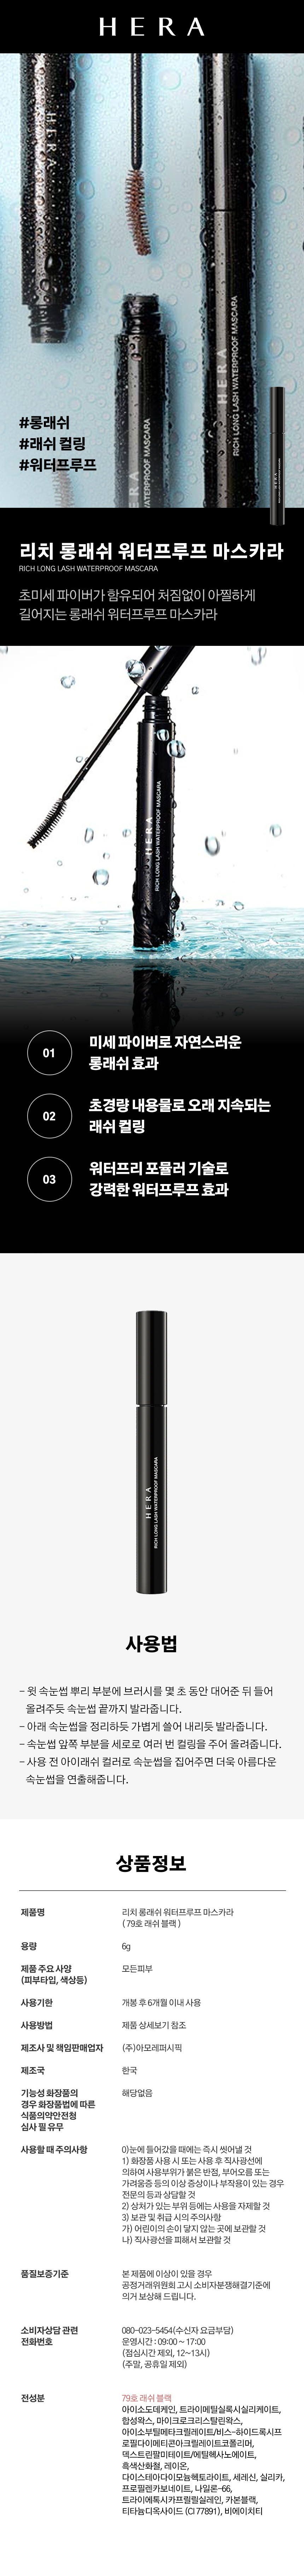 HERA
HERA
HERA
RICH LONG LASH WATERPROOF MASCARA
ERA
WATERPROOF MASCARA
#롱래쉬
#래쉬 컬링
#워터프루프
리치 롱래쉬 워터프루프 마스카라
RICH LONG LASH WATERPROOF MASCARA
초미세 파이버가 함유되어 처짐없이 아찔하게
길어지는 롱래쉬 워터프루프 마스카라
HERA
RICH LONG LASH WATERPROOF MASCARA
01
미세 파이버로 자연스러운
롱래쉬 효과
02
초경량 내용물로 오래 지속되는
래쉬 컬링
03
워터프리 포뮬러 기술로
강력한 워터프루프 효과
HERA
RICH LONG LASH WATERPROOF MASCARA
사용법
- 윗 속눈썹 뿌리 부분에 브러시를 몇 초 동안 대어준 뒤 들어
올려주듯 속눈썹 끝까지 발라줍니다.
- 아래 속눈썹을 정리하듯 가볍게 쓸어 내리듯 발라줍니다.
- 속눈썹 앞쪽 부분을 세로로 여러 번 컬링을 주어 올려줍니다.
- 사용 전 아이래쉬 컬러로 속눈썹을 집어주면 더욱 아름다운
속눈썹을 연출해줍니다.
상품정보
제품명
리치 롱래쉬 워터프루프 마스카라
( 79호 래쉬 블랙 )
용량
6g
제품 주요 사양
(피부타입, 색상등)
모든피부
사용기한
개봉 후 6개월 이내 사용
사용방법
제품 상세보기 참조
제조사 및 책임판매업자
(주)아모레퍼시픽
제조국
한국
기능성 화장품의
경우 화장품법에 따른
식품의약안전청
심사 필 유무
해당없음
사용할 때 주의사항
0)눈에 들어갔을 때에는 즉시 씻어낼 것
1) 화장품 사용 시 또는 사용 후 직사광선에
의하여 사용부위가 붉은 반점, 부어오름 또는
가려움증 등의 이상 증상이나 부작용이 있는 경우
전문의 등과 상담할 것
2) 상처가 있는 부위 등에는 사용을 자제할 것
3) 보관 및 취급 시의 주의사항
가) 어린이의 손이 닿지 않는 곳에 보관할 것
나) 직사광선을 피해서 보관할 것
품질보증기준
본 제품에 이상이 있을 경우
공정거래위원회 고시 소비자분쟁해결기준에
의거 보상해 드립니다.
소비자상담 관련
전화번호
080-023-5454(수신자 요금부담)
운영시간 : 09:00 ~ 17:00
(점심시간 제외, 12~13시)
(주말, 공휴일 제외)
전성분
79호 래쉬 블랙
아이소도데케인, 트라이메틸실록시실리케이트,
합성왁스, 마이크로크리스탈린왁스,
아이소부틸메타크릴레이트/비스-하이드록시프
로필다이메티콘아크릴레이트코폴리머,
덱스트린팔미테이트/에틸헥사노에이트,
흑색산화철, 레이온,
다이스테아다이모늄헥토라이트, 세레신, 실리카,
프로필렌카보네이트, 나일론-66,
트라이에톡시카프릴릴실레인, 카본블랙,
티타늄디옥사이드 (CI 77891), 비에이치티